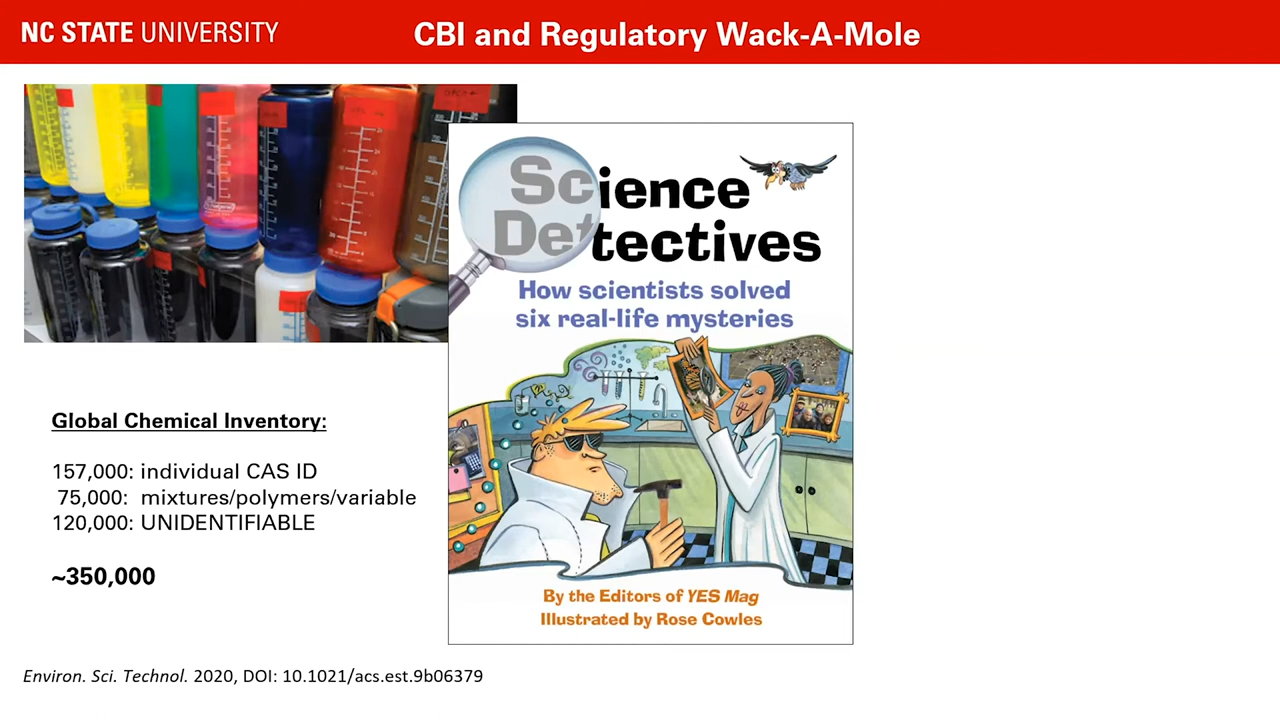 NC STATE UNIVERSITY
CBI and Regulatory Wack-A-Mole
Science
Detectives
How scientists solved
six real-life mysteries
By the Editors of YES Mag
Illustrated by Rose Cowles
Global Chemical Inventory:
157,000: individual CAS ID
75,000: mixtures/polymers/variable
120,000: UNIDENTIFIABLE
~350,000
Environ. Sci. Technol. 2020, DOI: 10.1021/acs.est.9b06379